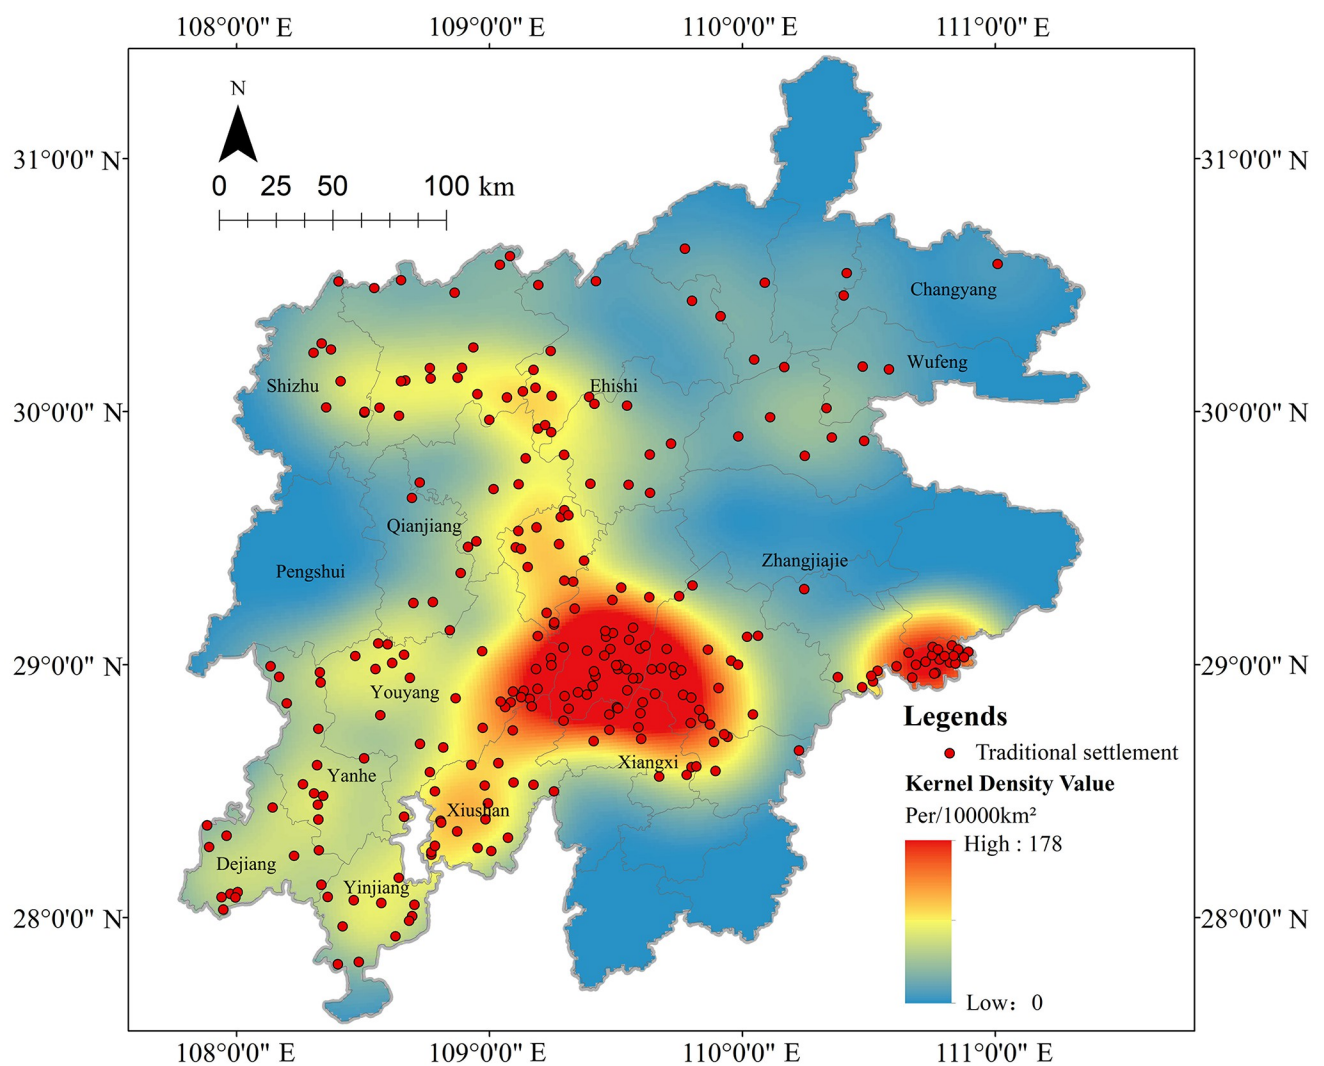 108°0'0" E 109°0'0" E 110°0'0" E 111°0'0" E
N
31°0'0" N 31°0'0" N
0 25 50 100 km
Changyang
Wufeng
Shizhu Ehishi
30°0'0" N 30°0'0" N
Qianjiang
Zhangjiajie
Pengshui
29°0'0" N 29°0'0" N
Youyang
Legends
Traditional settlement
Xiangxi
Yanhe
Kernel Density Value
Xiushan
Per/10000km²
High : 178
Dejiang
Yinjiang
28°0'0" N 28°0'0" N
Low: 0
108°0'0" E 109°0'0" E 110°0'0" E 111°0'0" E